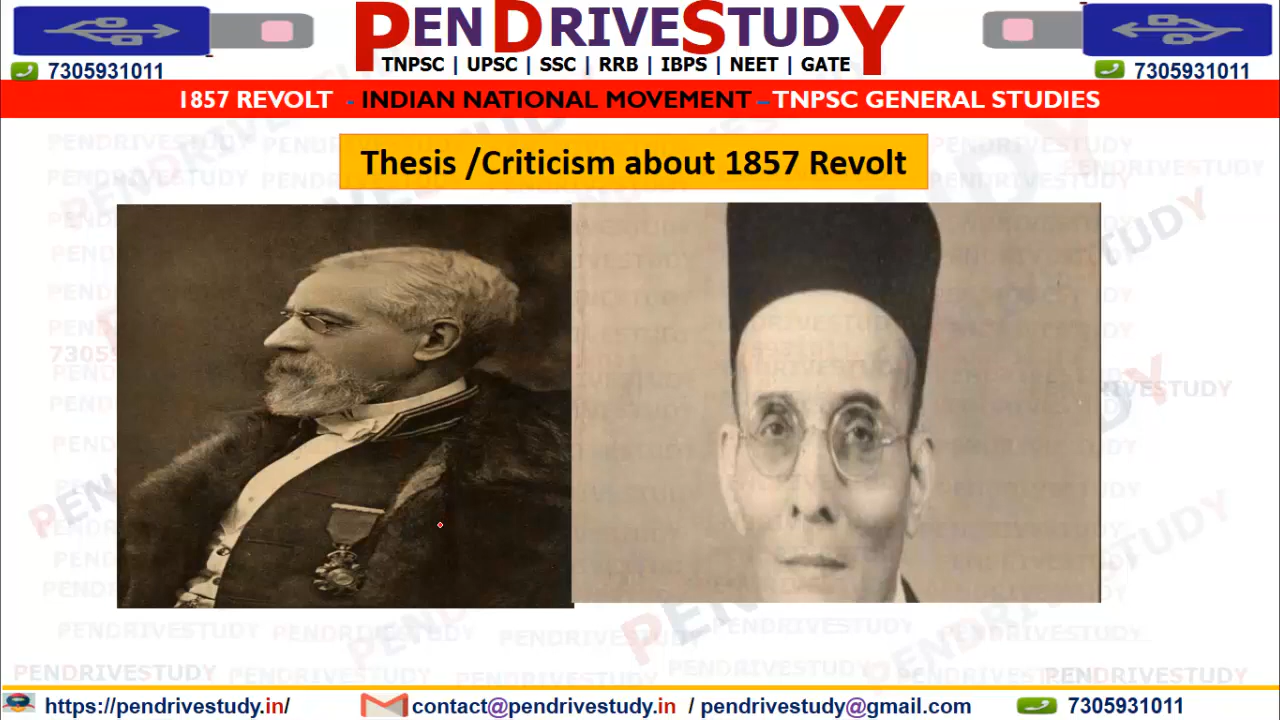 PENDRIVESTUDY
TNPSC | UPSC | SSC | RRB | IBPS | NEET | GATE
7305931011
7305931011
1857 REVOLT - INDIAN NATIONAL MOVEMENT – TNPSC GENERAL STUDIES
Thesis /Criticism about 1857 Revolt
PENDRIVESTUDY
https://pendrivestudy.in/ contact@pendrivestudy.in / pendrivestudy@gmail.com 7305931011